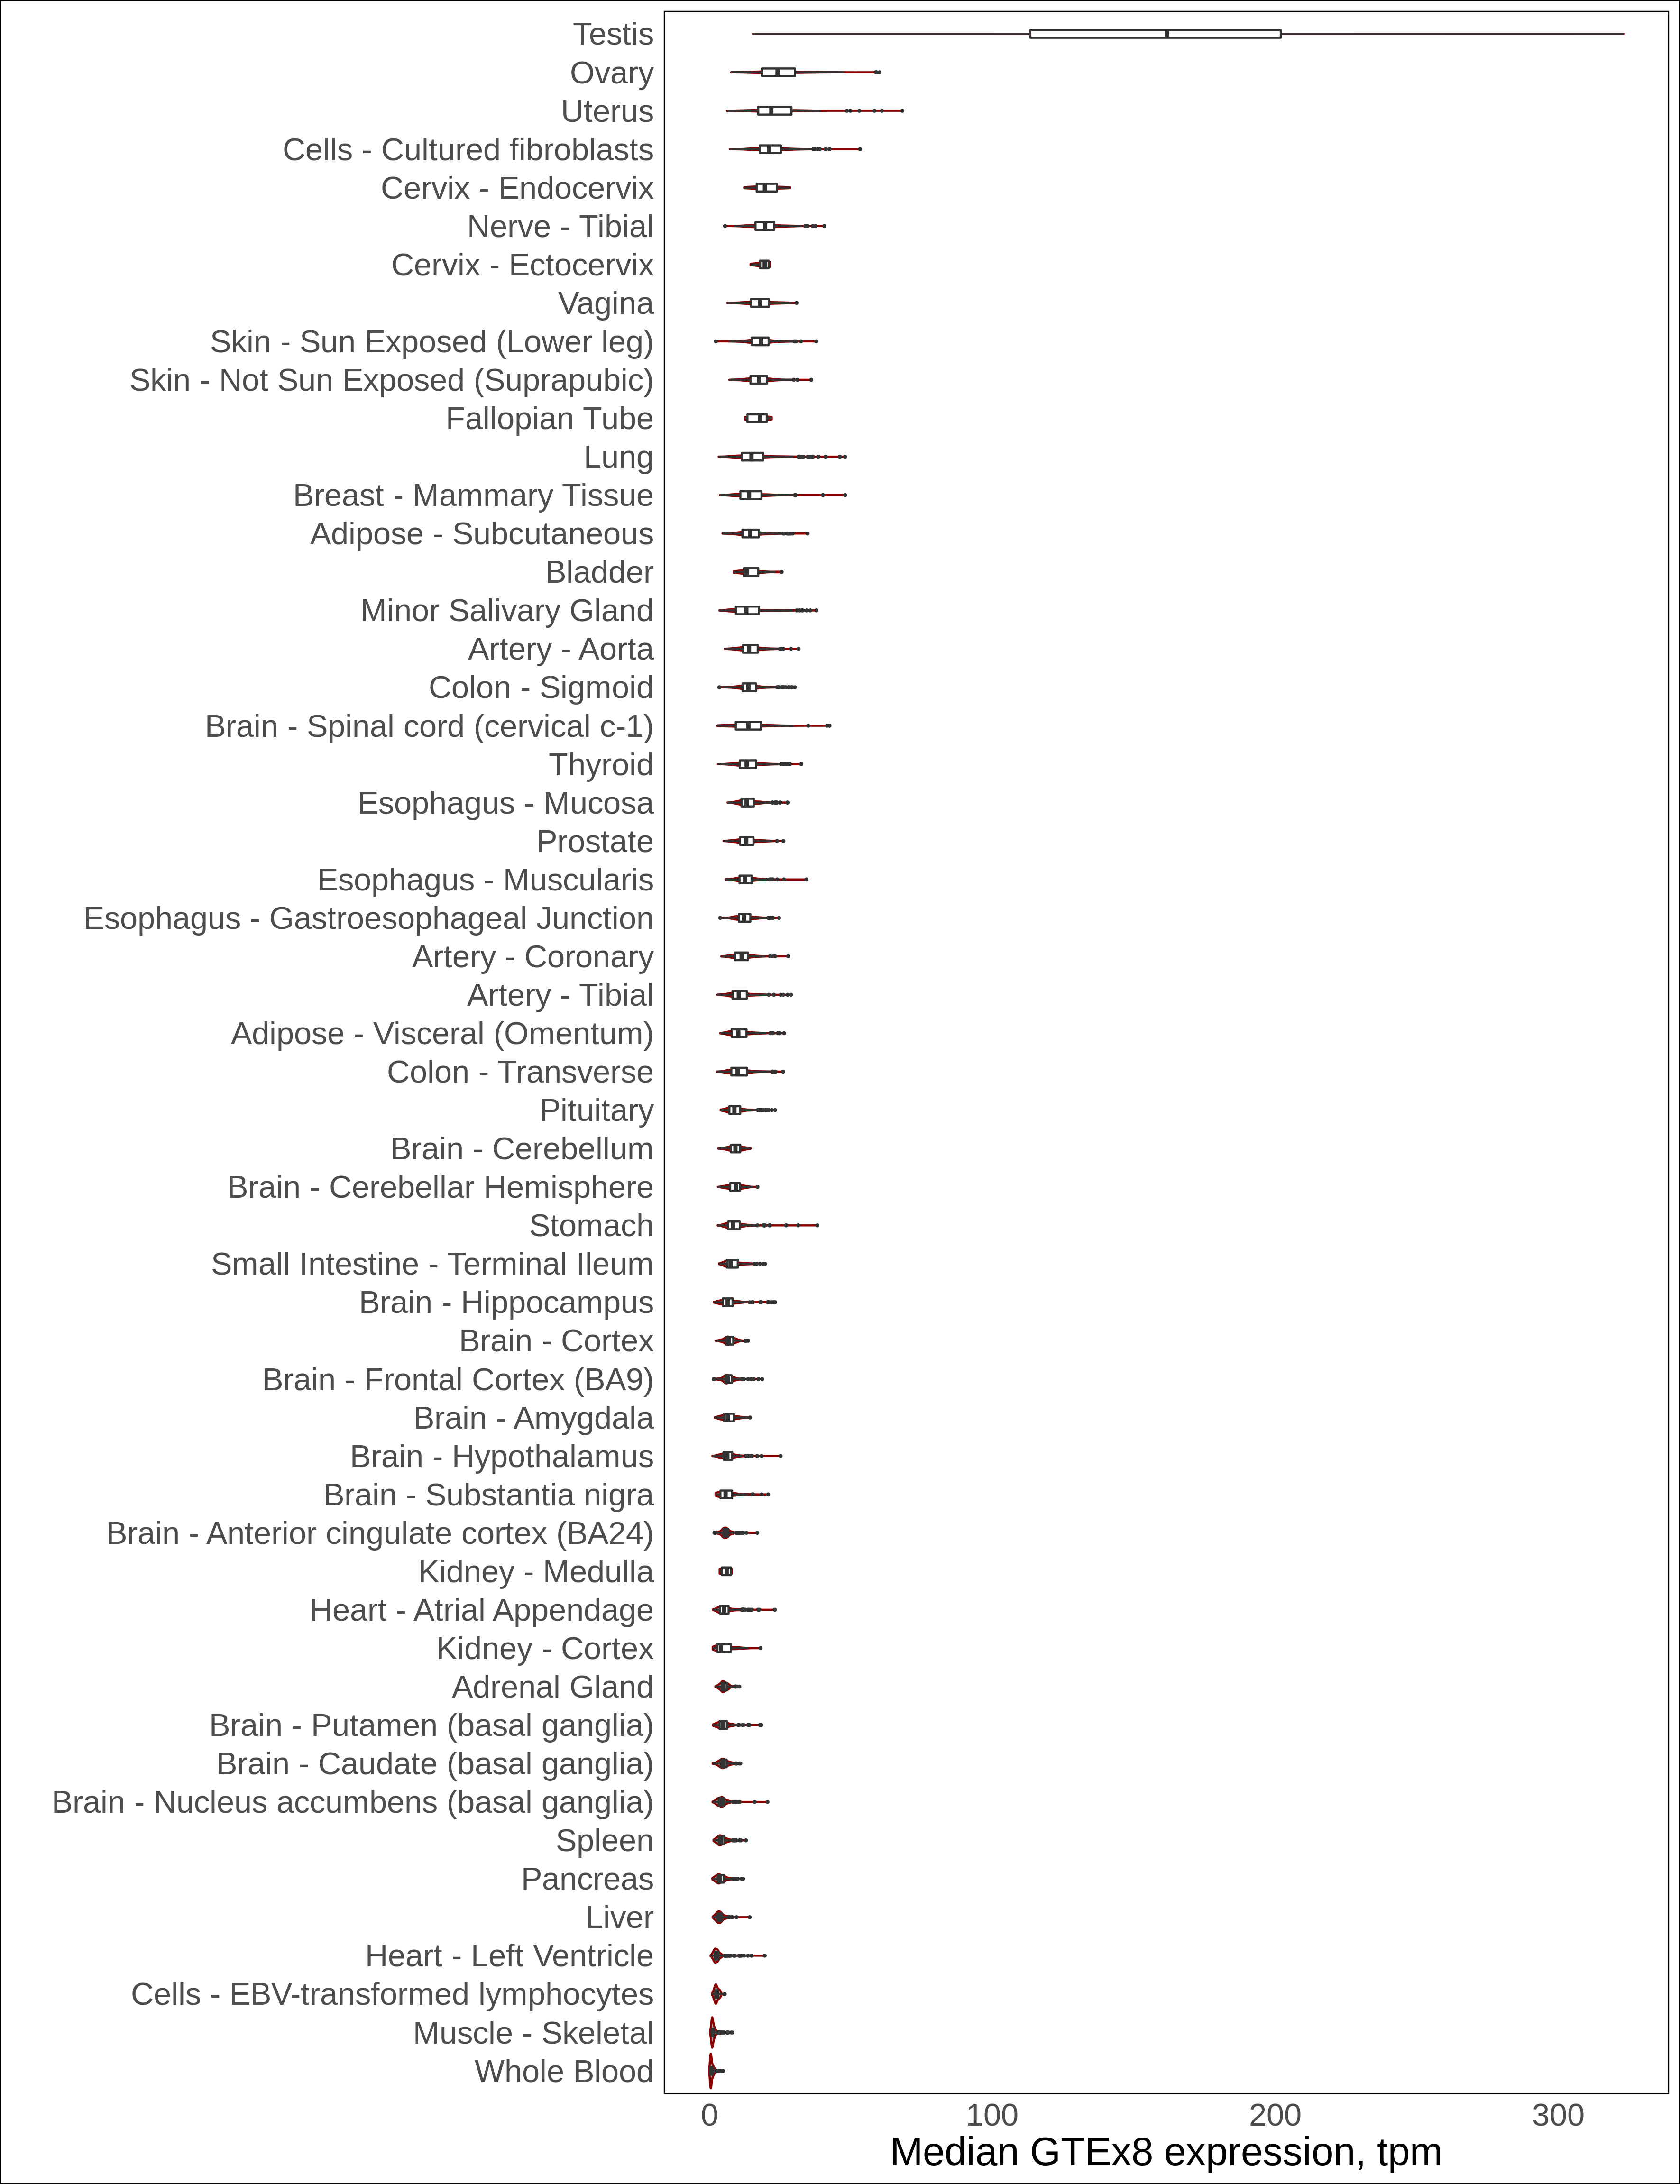 Testis
Ovary
Uterus
Cells - Cultured fibroblasts
Cervix - Endocervix
Nerve - Tibial
Cervix - Ectocervix
Vagina
Skin - Sun Exposed (Lower leg)
Skin - Not Sun Exposed (Suprapubic)
Fallopian Tube
Lung
Breast - Mammary Tissue
Adipose - Subcutaneous
Bladder
Minor Salivary Gland
Artery - Aorta
Colon - Sigmoid
Brain - Spinal cord (cervical c-1)
Thyroid
Esophagus - Mucosa
Prostate
Esophagus - Muscularis
Esophagus - Gastroesophageal Junction
Artery - Coronary
Artery - Tibial
Adipose - Visceral (Omentum)
Colon - Transverse
Pituitary
Brain - Cerebellum
Brain - Cerebellar Hemisphere
Stomach
Small Intestine - Terminal Ileum
Brain - Hippocampus
Brain - Cortex
Brain - Frontal Cortex (BA9)
Brain - Amygdala
Brain - Hypothalamus
Brain - Substantia nigra
Brain - Anterior cingulate cortex (BA24)
Kidney - Medulla
Heart - Atrial Appendage
Kidney - Cortex
Adrenal Gland
Brain - Putamen (basal ganglia)
Brain - Caudate (basal ganglia)
Brain - Nucleus accumbens (basal ganglia)
Spleen
Pancreas
Liver
Heart - Left Ventricle
Cells - EBV-transformed lymphocytes
Muscle - Skeletal
Whole Blood
0 100 200 300
Median GTEx8 expression, tpm